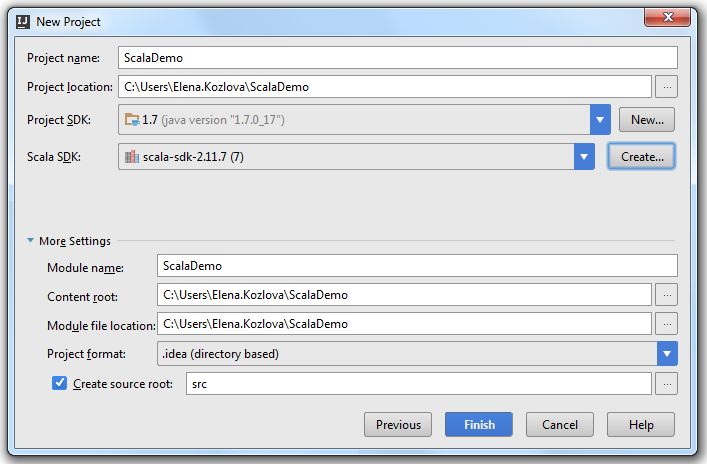 IJ New Project
Project name: ScalaDemo
Project location: C:\Users\Elena.Kozlova\ScalaDemo ...
Project SDK: 1.7 (java version "1.7.0_17") New...
Scala SDK: scala-sdk-2.11.7 (7) Create...
More Settings
Module name: ScalaDemo
Content root: C:\Users\Elena.Kozlova\ScalaDemo ...
Module file location: C:\Users\Elena.Kozlova\ScalaDemo ...
Project format: .idea (directory based)
Create source root: src ...
Previous Finish Cancel Help